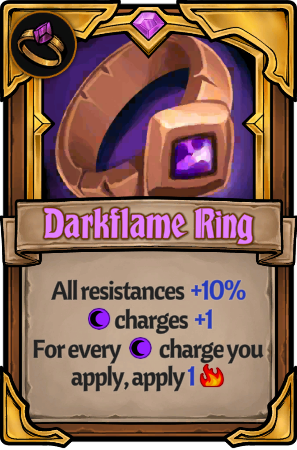 Darkflame Ring
All resistances +10%
charges +1
For every charge you
apply, apply 1